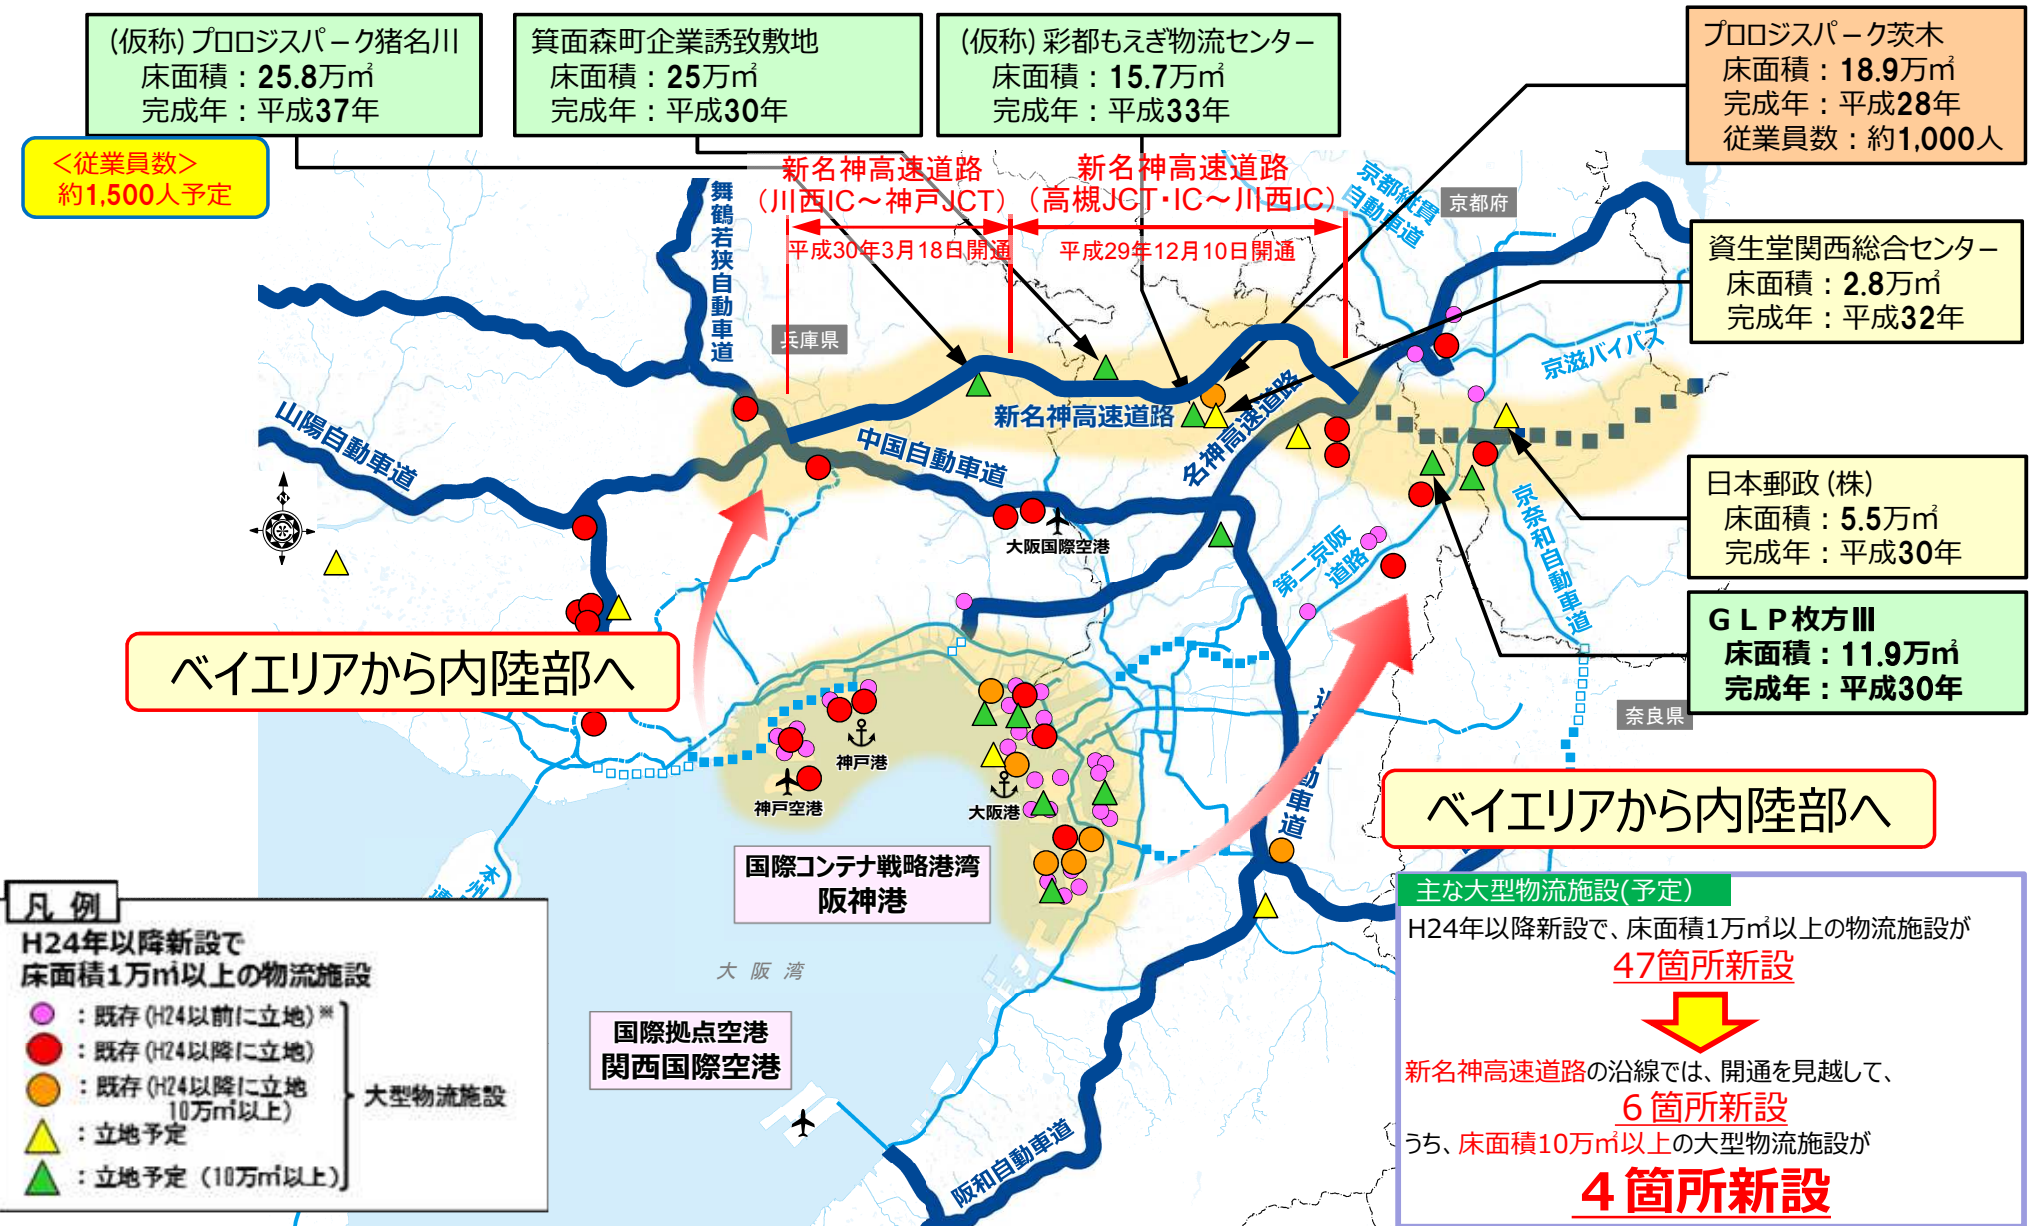 (仮称)プロロジスパーク猪名川
床面積：25.8万㎡
完成年：平成37年
箕面森町企業誘致敷地
床面積：25万㎡
完成年：平成30年
(仮称)彩都もえぎ物流センター
床面積：15.7万㎡
完成年：平成33年
プロロジスパーク茨木
床面積：18.9万㎡
完成年：平成28年
従業員数：約1,000人
＜従業員数＞
約1,500人予定
新名神高速道路
（川西IC～神戸JCT）
平成30年3月18日開通
新名神高速道路
（高槻JCT・IC～川西IC）
平成29年12月10日開通
舞鶴若狭自動車道
京都縦貫
自動車道
京都府
資生堂関西総合センター
床面積：2.8万㎡
完成年：平成32年
兵庫県
京滋バイパス
山陽自動車道
新名神高速道路
中国自動車道
名神高速道路
N
大阪国際空港
第二京阪
道路
京奈和自動車道
日本郵政(株)
床面積：5.5万㎡
完成年：平成30年
ＧＬＰ枚方Ⅲ
床面積：11.9万㎡
完成年：平成30年
奈良県
ベイエリアから内陸部へ
神戸港
神戸空港
大阪港
動車道
ベイエリアから内陸部へ
本州
国際コンテナ戦略港湾
阪神港
大阪湾
国際拠点空港
関西国際空港
阪和自動車道
凡例
H24年以降新設で
床面積1万㎡以上の物流施設
：既存(H24以前に立地)※
：既存(H24以降に立地)
：既存(H24以降に立地
10万㎡以上)
：立地予定
：立地予定（10万㎡以上）
大型物流施設
主な大型物流施設(予定)
H24年以降新設で、床面積1万㎡以上の物流施設が
47箇所新設
新名神高速道路の沿線では、開通を見越して、
６箇所新設
うち、床面積10万㎡以上の大型物流施設が
４箇所新設